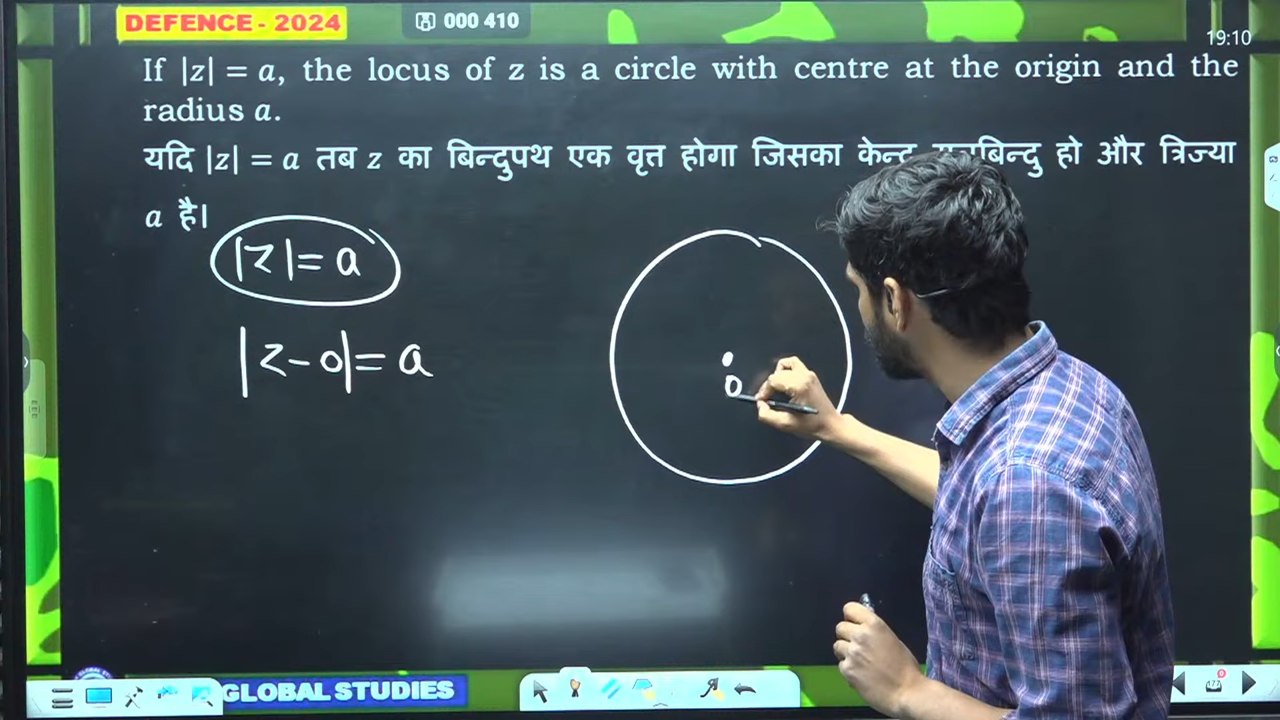 DEFENCE - 2024
000 410
19:10
If |z| = a, the locus of z is a circle with centre at the origin and the
radius a.
यदि |z| = a तब z का बिन्दुपथ एक वृत्त होगा जिसका केन्द्र हो और त्रिज्या
a है।
|z| = a
|z - 0| = a
0
GLOBAL STUDIES
177